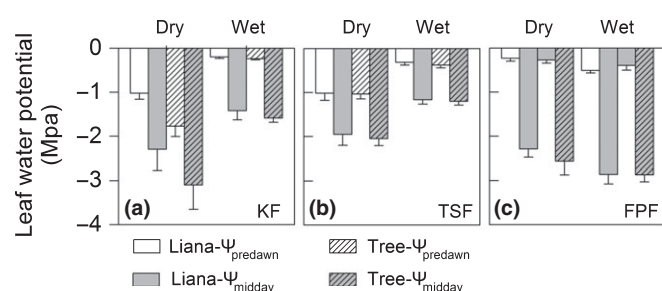 Dry Wet Dry Wet Dry Wet
0
−1
−2
−3
−4
Leaf water potential
(Mpa)
(a) KF (b) TSF (c) FPF
Liana-Ψpredawn Tree-Ψpredawn
Liana-Ψmidday Tree-Ψmidday